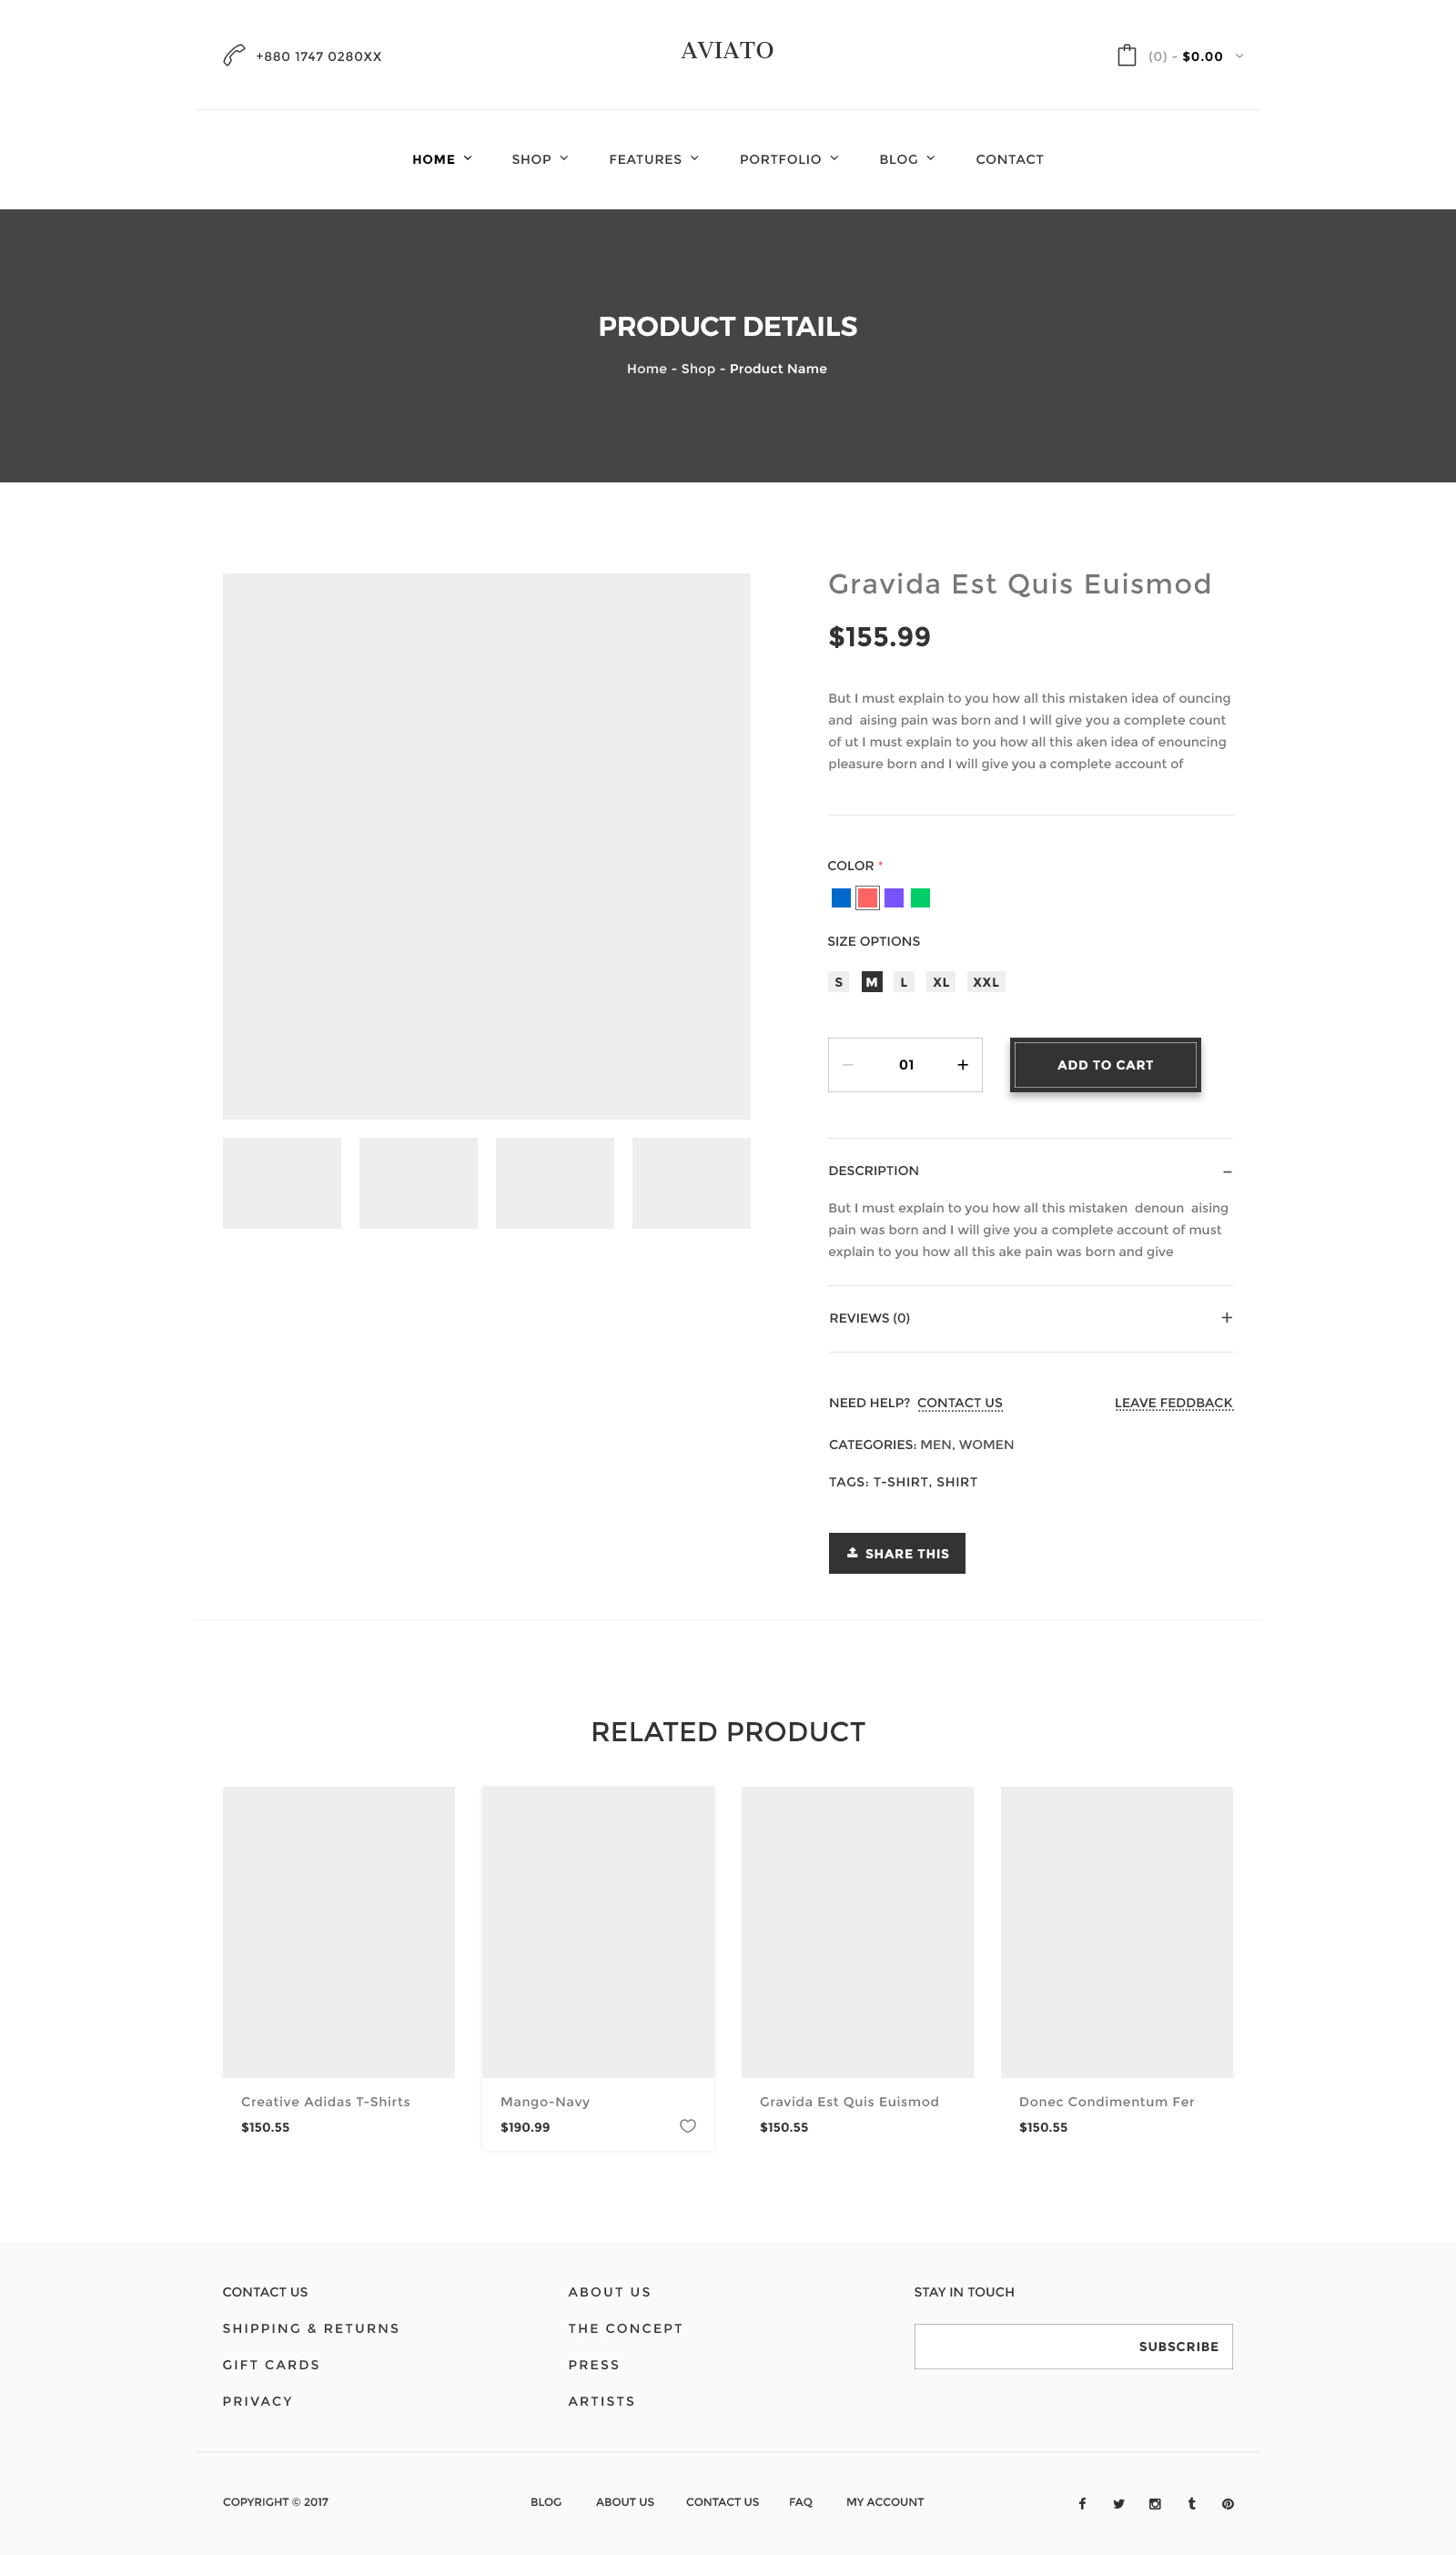 +880 1747 0280XX
AVIATO
(0) - $0.00
HOME SHOP FEATURES PORTFOLIO BLOG CONTACT
PRODUCT DETAILS
Home - Shop - Product Name
Gravida Est Quis Euismod
$155.99
But I must explain to you how all this mistaken idea of ouncing
and aising pain was born and I will give you a complete count
of ut I must explain to you how all this aken idea of enouncing
pleasure born and I will give you a complete account of
COLOR *
SIZE OPTIONS
S M L XL XXL
01
ADD TO CART
DESCRIPTION
But I must explain to you how all this mistaken denoun aising
pain was born and I will give you a complete account of must
explain to you how all this ake pain was born and give
REVIEWS (0)
NEED HELP? CONTACT US
LEAVE FEDDBACK
CATEGORIES: MEN, WOMEN
TAGS: T-SHIRT, SHIRT
SHARE THIS
RELATED PRODUCT
Creative Adidas T-Shirts
$150.55
Mango-Navy
$190.99
Gravida Est Quis Euismod
$150.55
Donec Condimentum Fer
$150.55
CONTACT US
SHIPPING & RETURNS
GIFT CARDS
PRIVACY
ABOUT US
THE CONCEPT
PRESS
ARTISTS
STAY IN TOUCH
SUBSCRIBE
COPYRIGHT © 2017
BLOG ABOUT US CONTACT US FAQ MY ACCOUNT